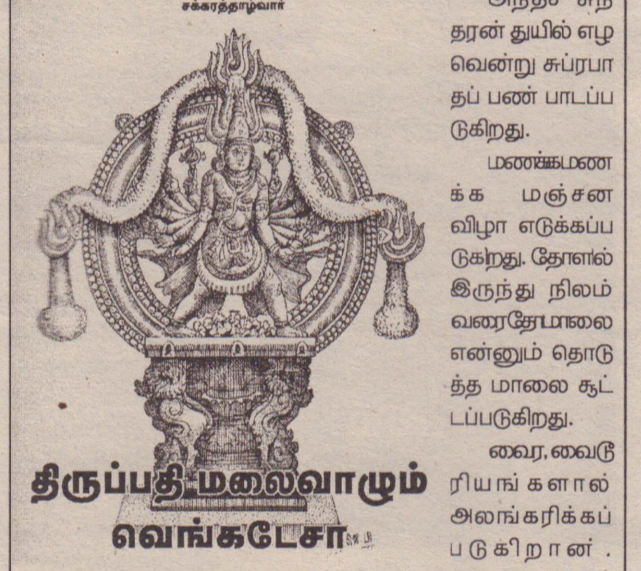 சக்கரத்தாழ்வார்
திருப்பதி மலைவாழும்
வெங்கடேசா
தரன் துயில் எழ
வென்று சுப்ரபா
தப் பண் பாடப்ப
டுகிறது.
மணக்கமண
க்க மஞ்சன
விழா எடுக்கப்ப
டுகிறது. தோளில்
இருந்து நிலம்
வரைதோமாலை
என்னும் தொடு
த்த மாலை சூட்
டப்படுகிறது.
வைர, வைடூ
ரியங் களால்
அலங்கரிக்கப்
படுகிறான் .